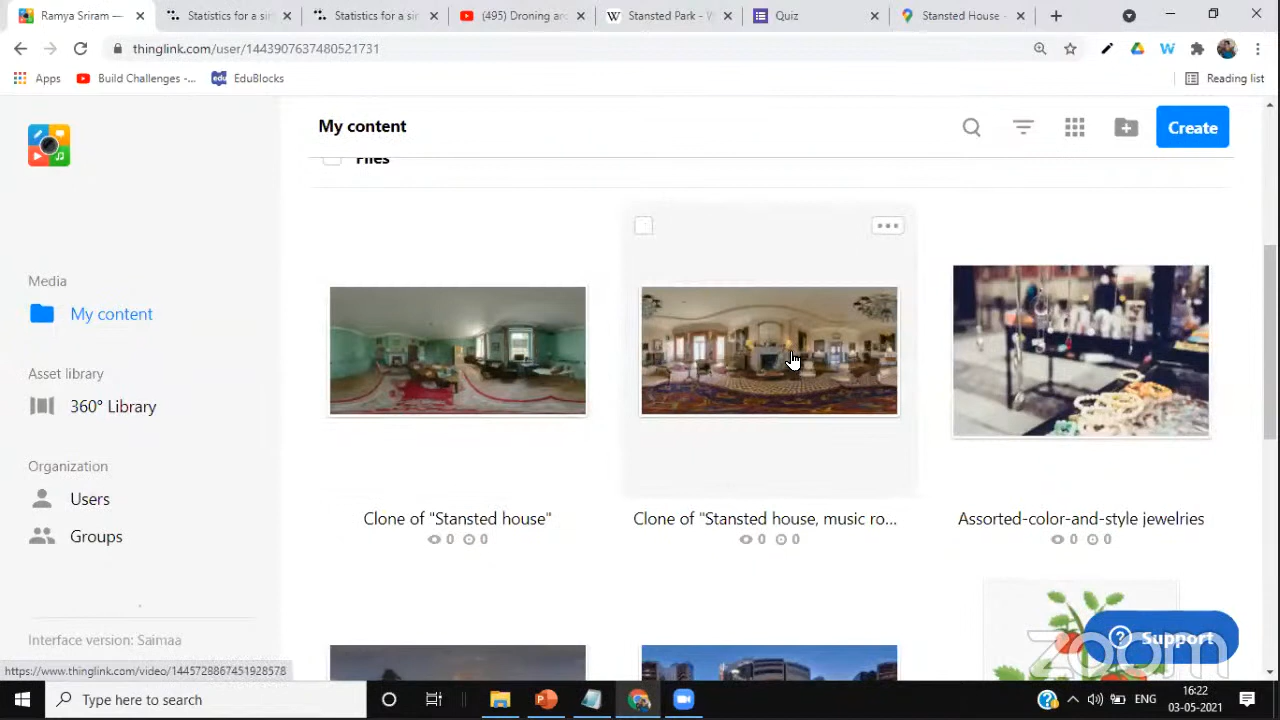 Ramya Sriram —
Statistics for a sir
Statistics for a sir
(495) Droning an
Stansted Park - W
Quiz
Stansted House -
thinglink.com/user/1443907637480521731
Apps
Build Challenges -...
EduBlocks
Reading list
My content
Create
Files
Media
My content
Asset library
360° Library
Organization
Users
Groups
Clone of "Stansted house"
0 0
Clone of "Stansted house, music ro...
0 0
Assorted-color-and-style jewelries
0 0
Interface version: Saimaa
Support
zoom
https://www.thinglink.com/video/1445728867451928578
Type here to search
ENG
16:22
03-05-2021